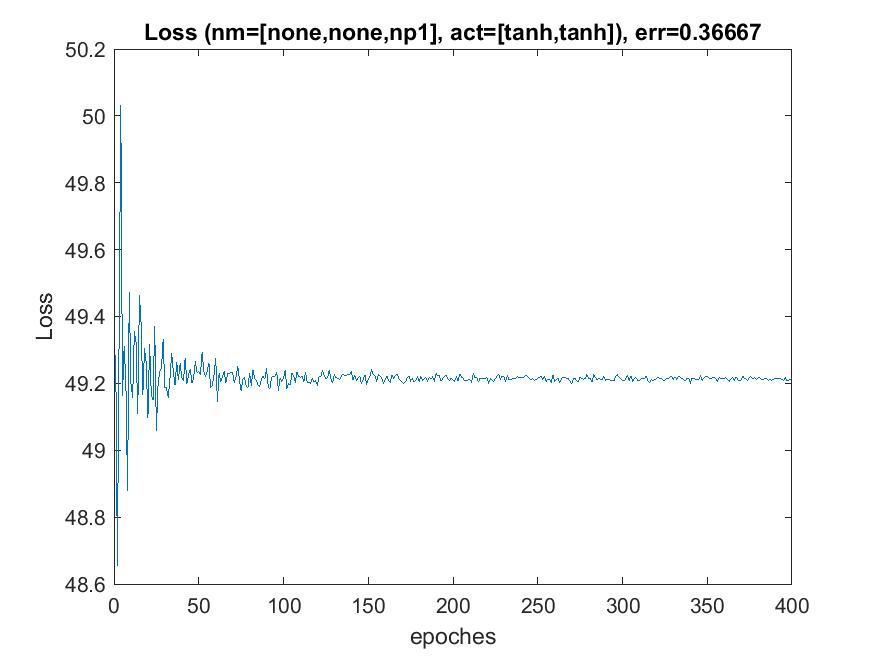 Loss (nm=[none,none,np1], act=[tanh,tanh]), err=0.36667
50.2
50
49.8
49.6
49.4
49.2
49
48.8
48.6
Loss
0 50 100 150 200 250 300 350 400
epoches